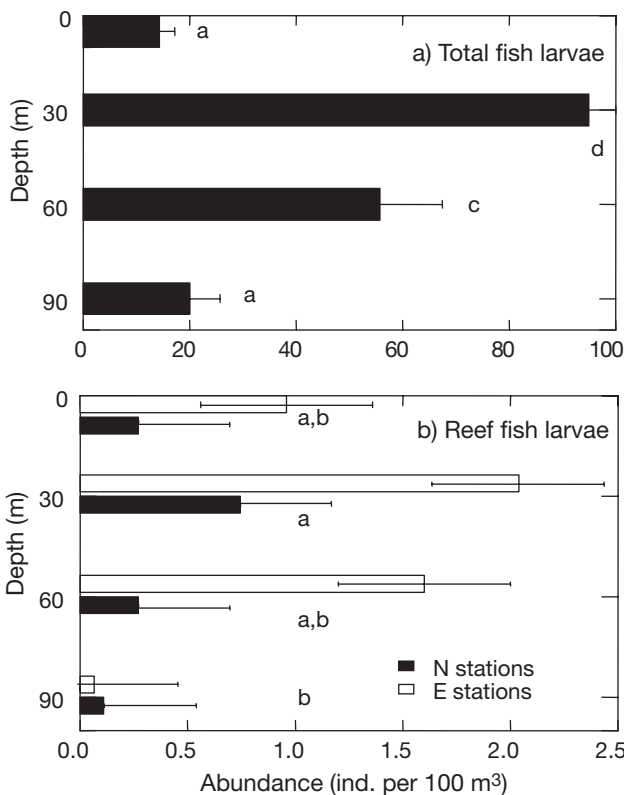 0
a
a) Total fish larvae
30
d
Depth (m)
60
c
90
a
0 20 40 60 80 100
0
a,b
b) Reef fish larvae
30
a
Depth (m)
60
a,b
N stations
E stations
90
b
0.0 0.5 1.0 1.5 2.0 2.5
Abundance (ind. per 100 m³)